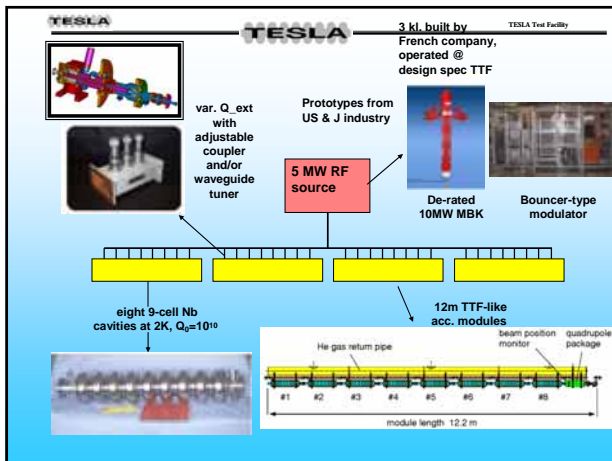 TESLA
TESLA
TESLA Test Facility
3 kl. built by
French company,
operated @
design spec TTF
var. Q_ext
with
adjustable
coupler
and/or
waveguide
tuner
Prototypes from
US & J industry
5 MW RF
source
De-rated
10MW MBK
Bouncer-type
modulator
eight 9-cell Nb
cavities at 2K, Q₀=10¹⁰
12m TTF-like
acc. modules
He gas return pipe
beam position
monitor
quadrupole
package
#1 #2 #3 #4 #5 #6 #7 #8
module length 12.2 m